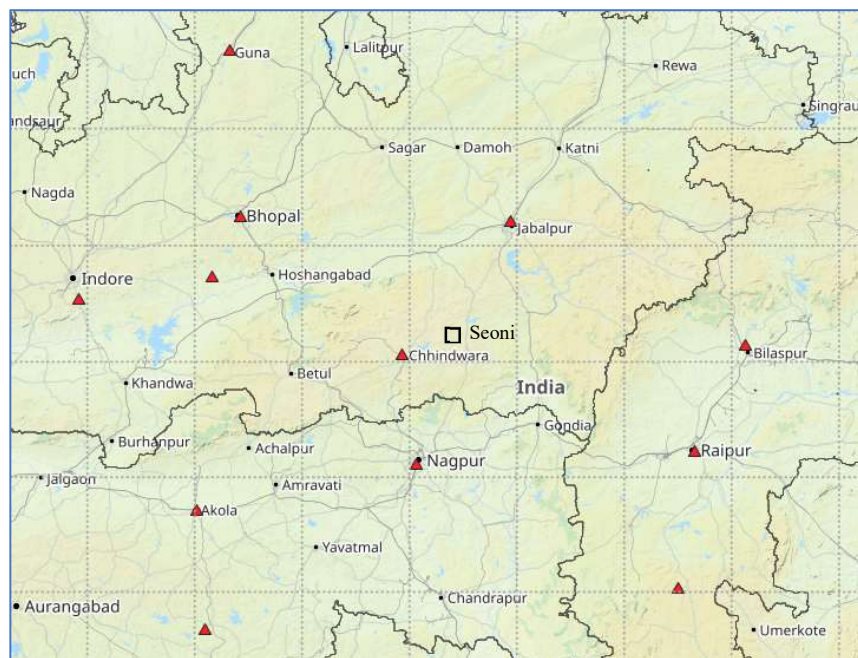 Guna
Lalitpur
uch
Rewa
Singrau
andsaur
Sagar
Damoh
Katni
Nagda
Bhopal
Jabalpur
Indore
Hoshangabad
Seoni
Chhindwara
Bilaspur
Betul
Khandwa
India
Gondia
Burhanpur
Achalpur
Nagpur
Raipur
Jalgaon
Amravati
Akola
Yavatmal
Chandrapur
Aurangabad
Umerkote